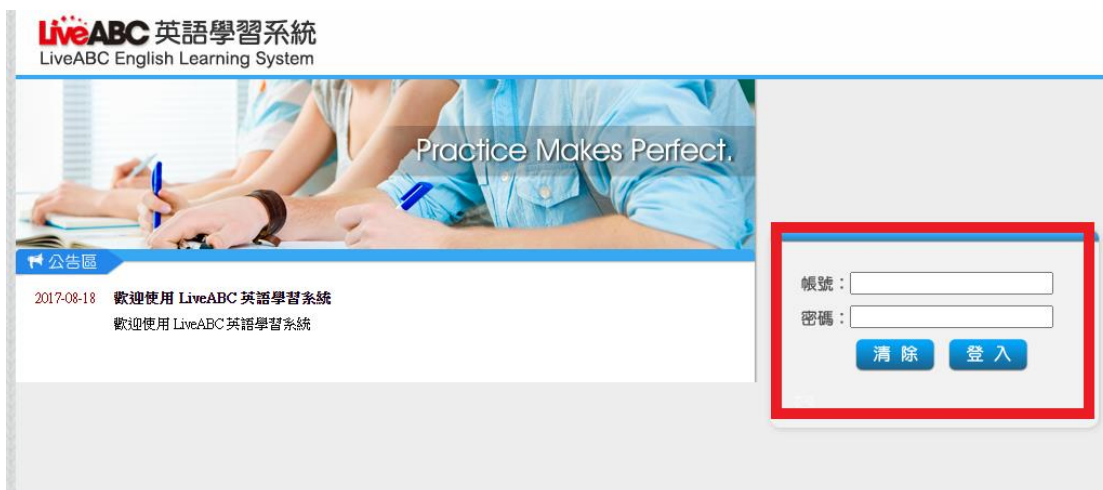 LiveABC 英語學習系統
LiveABC English Learning System
Practice Makes Perfect.
公告區
2017-08-18 歡迎使用 LiveABC 英語學習系統
歡迎使用 LiveABC 英語學習系統
帳號：
密碼：
清除 登入